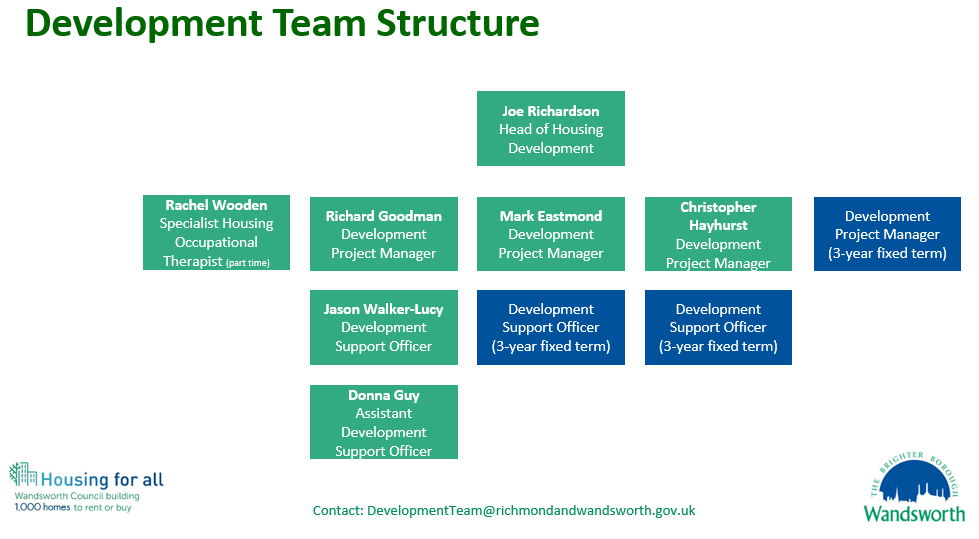 Development Team Structure
Joe Richardson
Head of Housing
Development
Rachel Wooden
Specialist Housing
Occupational
Therapist (part time)
Richard Goodman
Development
Project Manager
Mark Eastmond
Development
Project Manager
Christopher
Hayhurst
Development
Project Manager
Development
Project Manager
(3-year fixed term)
Jason Walker-Lucy
Development
Support Officer
Development
Support Officer
(3-year fixed term)
Development
Support Officer
(3-year fixed term)
Donna Guy
Assistant
Development
Support Officer
Housing for all
Wandsworth Council building
1,000 homes to rent or buy
Contact: DevelopmentTeam@richmondandwandsworth.gov.uk
THE BRIGHTER BOROUGH
Wandsworth